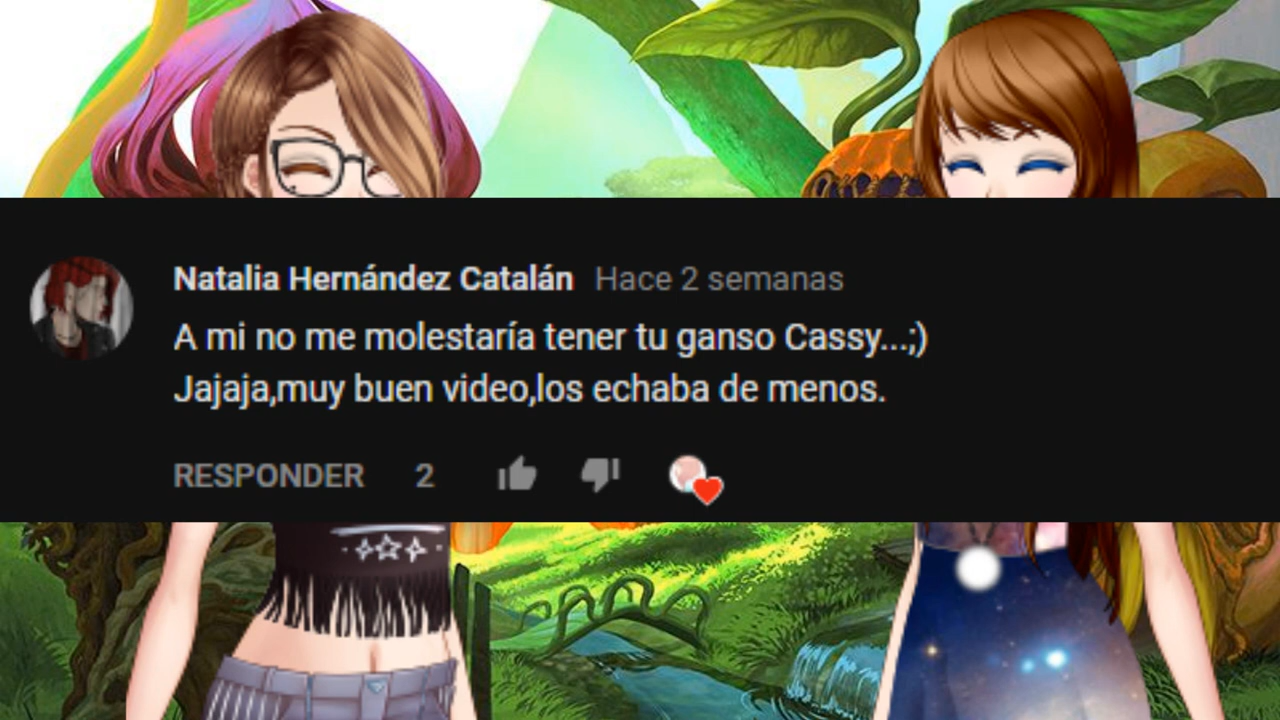 Natalia Hernández Catalán Hace 2 semanas
A mi no me molestaría tener tu ganso Cassy...;)
Jajaja,muy buen video,los echaba de menos.
RESPONDER 2